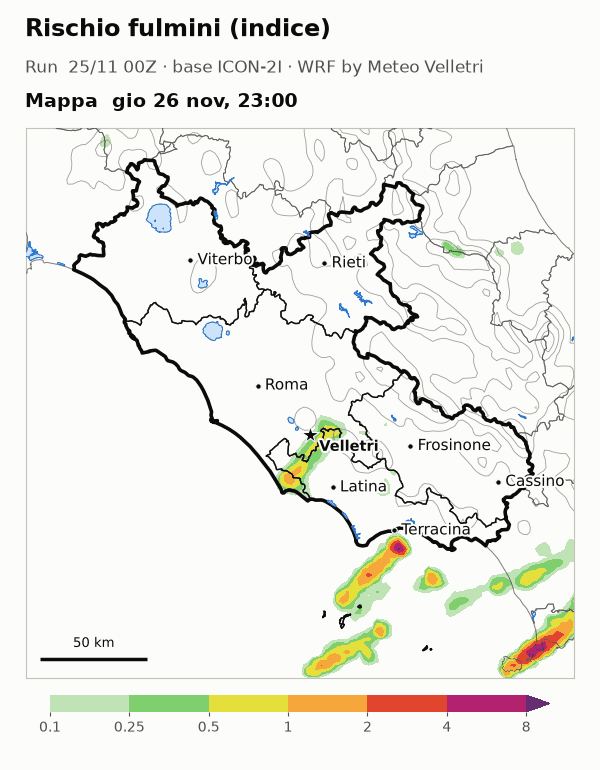 Rischio fulmini (indice)
Run  25/11 00Z · base ICON-2I · WRF by Meteo Velletri
Mappa  gio 26 nov, 23:00
Viterbo
Rieti
Roma
Velletri
Frosinone
Latina
Cassino
Terracina
50 km
0.1 0.25 0.5 1 2 4 8